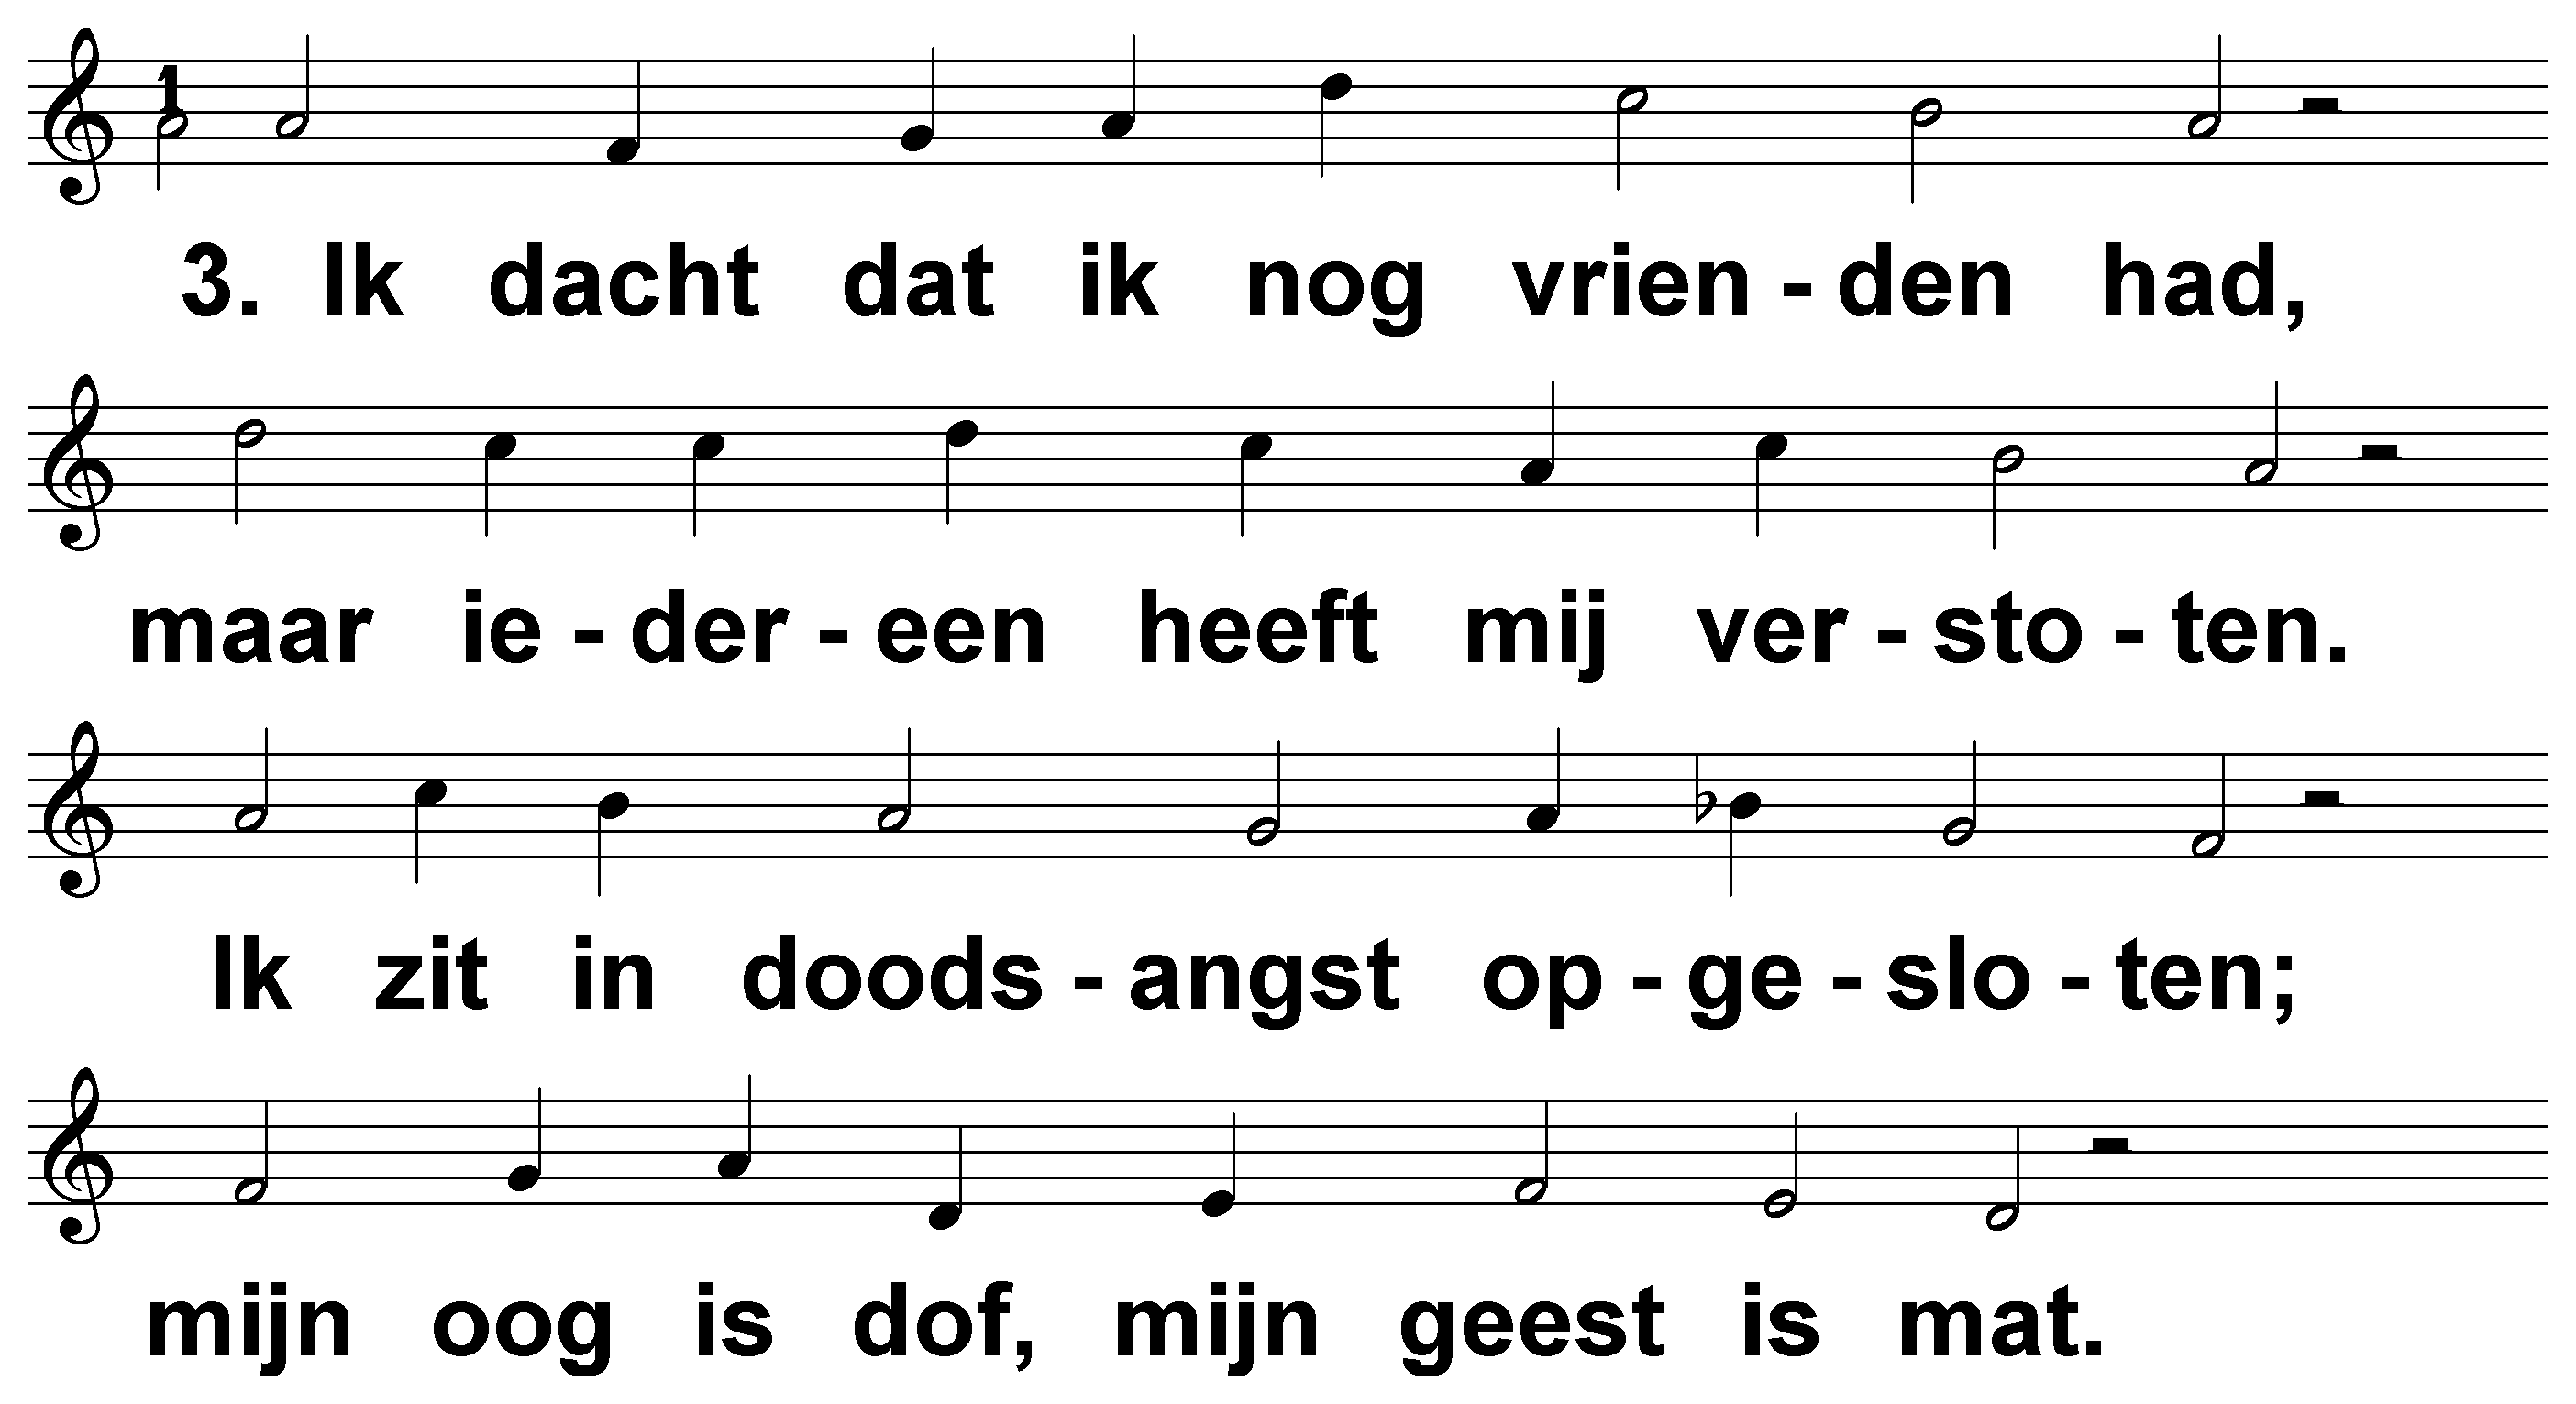 1
3. Ik dacht dat ik nog vrien - den had,
maar ie - der - een heeft mij ver - sto - ten.
Ik zit in doods - angst op - ge - slo - ten;
mijn oog is dof, mijn geest is mat.